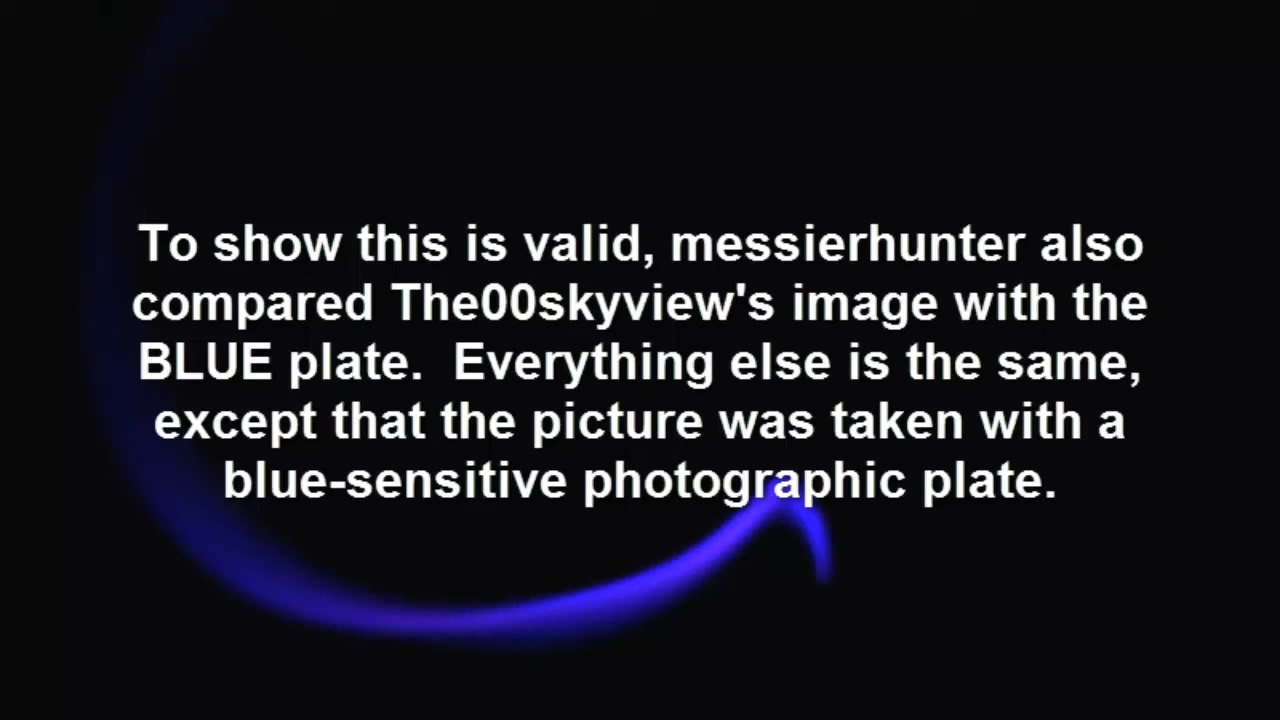 To show this is valid, messierhunter also
compared The00skyview's image with the
BLUE plate.  Everything else is the same,
except that the picture was taken with a
blue-sensitive photographic plate.